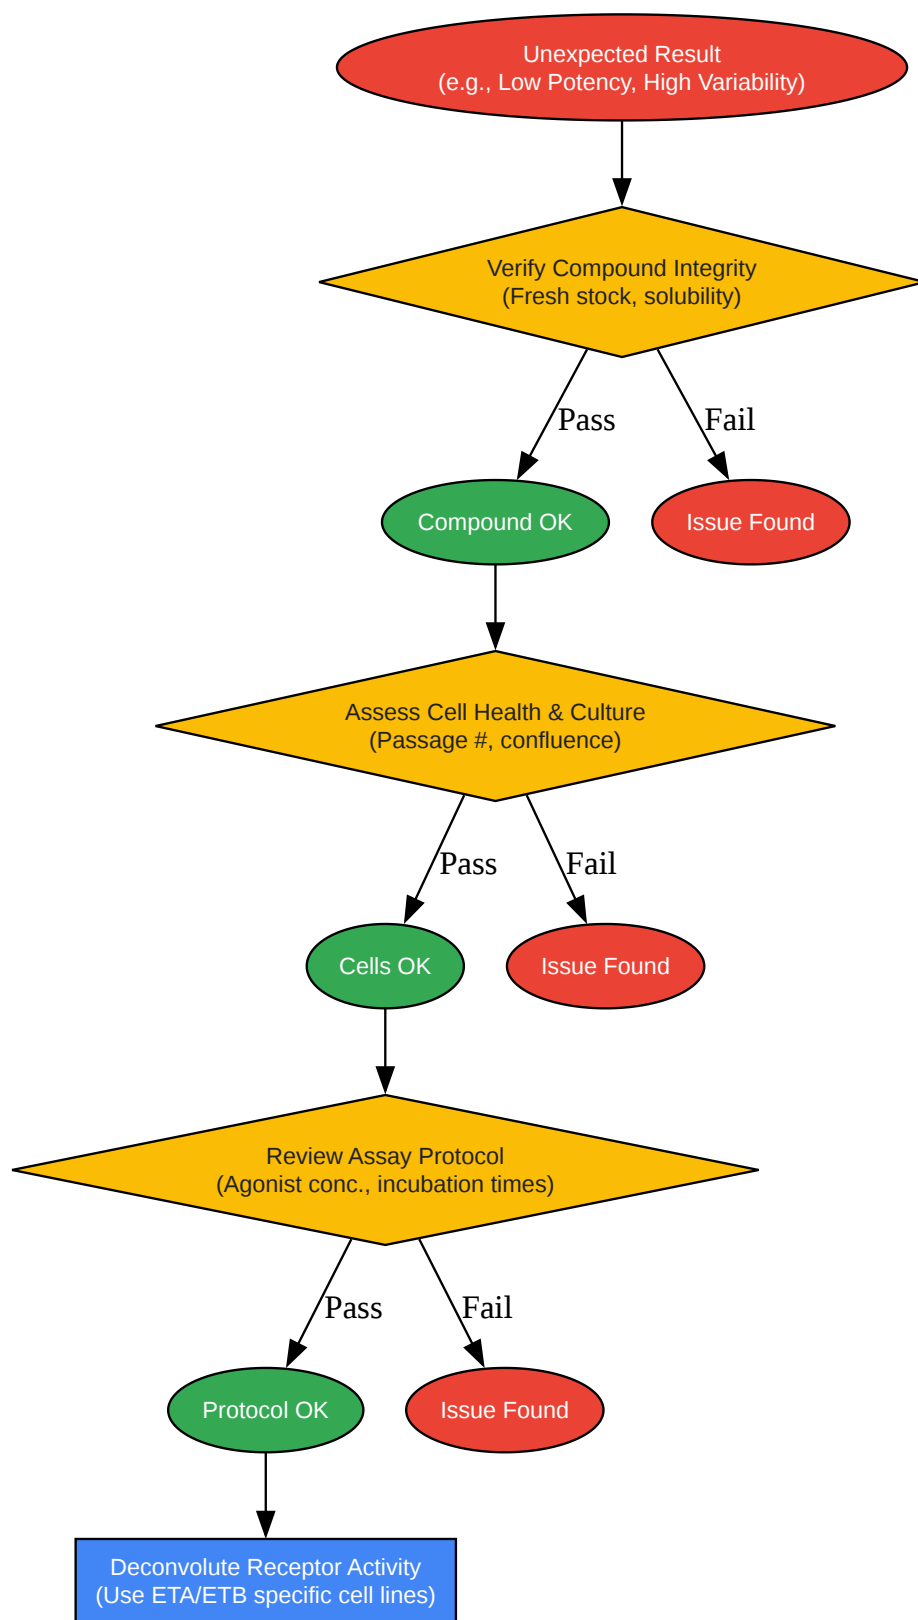 Unexpected Result
(e.g., Low Potency, High Variability)
Verify Compound Integrity
(Fresh stock, solubility)
Pass
Fail
Compound OK
Issue Found
Assess Cell Health & Culture
(Passage #, confluence)
Pass
Fail
Cells OK
Issue Found
Review Assay Protocol
(Agonist conc., incubation times)
Pass
Fail
Protocol OK
Issue Found
Deconvolute Receptor Activity
(Use ETA/ETB specific cell lines)